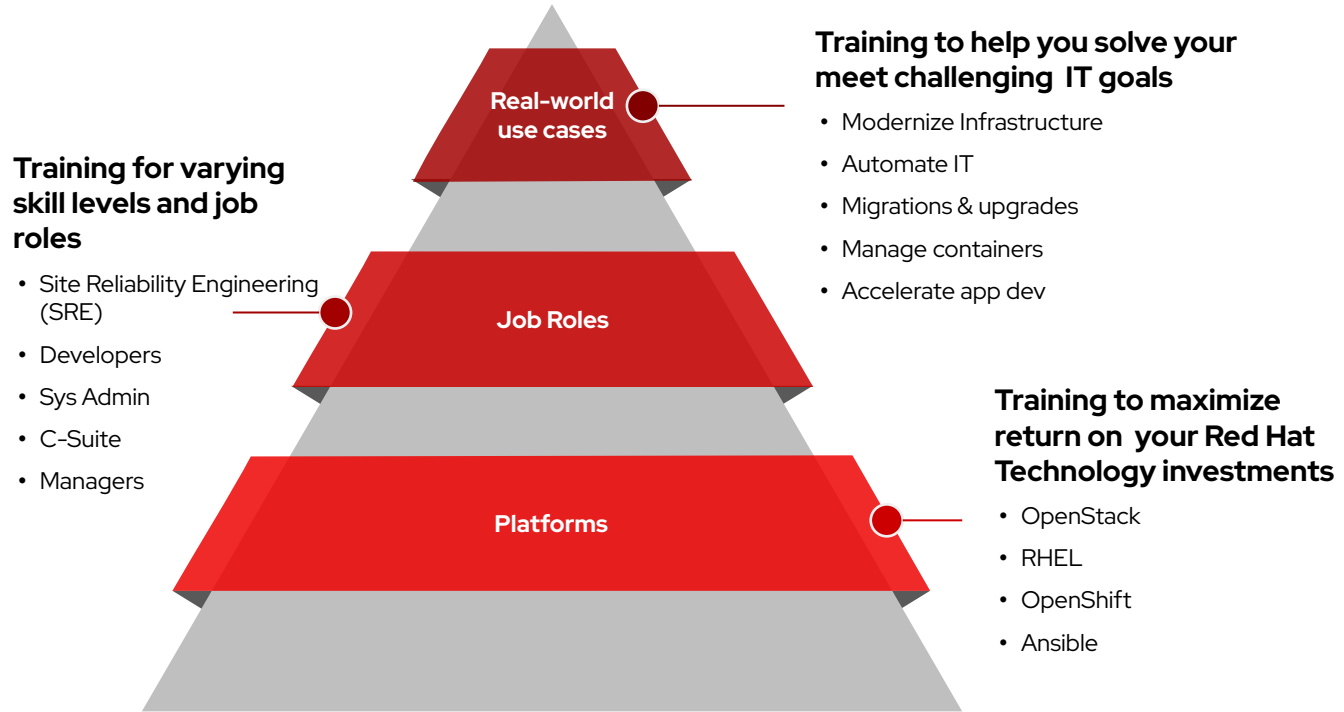 Real-world
use cases
Training to help you solve your
meet challenging  IT goals
• Modernize Infrastructure
• Automate IT
• Migrations & upgrades
• Manage containers
• Accelerate app dev
Training for varying
skill levels and job
roles
• Site Reliability Engineering
(SRE)
• Developers
• Sys Admin
• C-Suite
• Managers
Job Roles
Platforms
Training to maximize
return on  your Red Hat
Technology investments
• OpenStack
• RHEL
• OpenShift
• Ansible